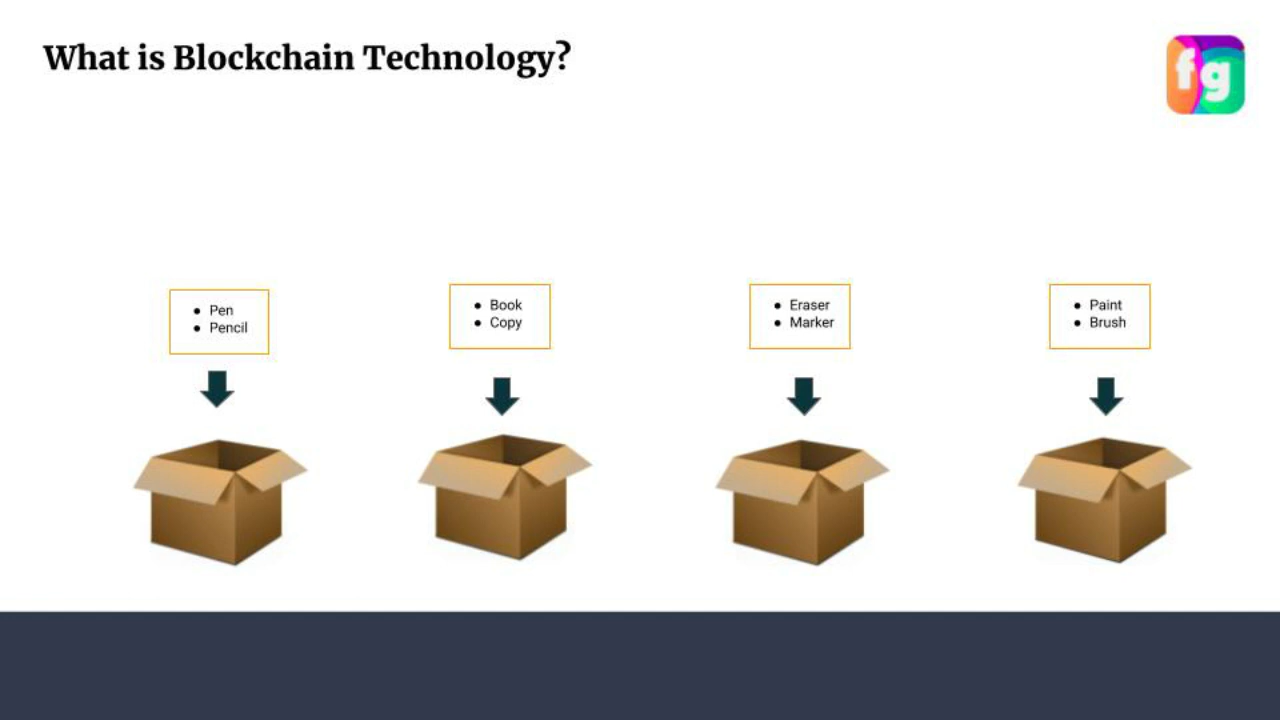 What is Blockchain Technology?
fg
● Pen
● Pencil
● Book
● Copy
● Eraser
● Marker
● Paint
● Brush